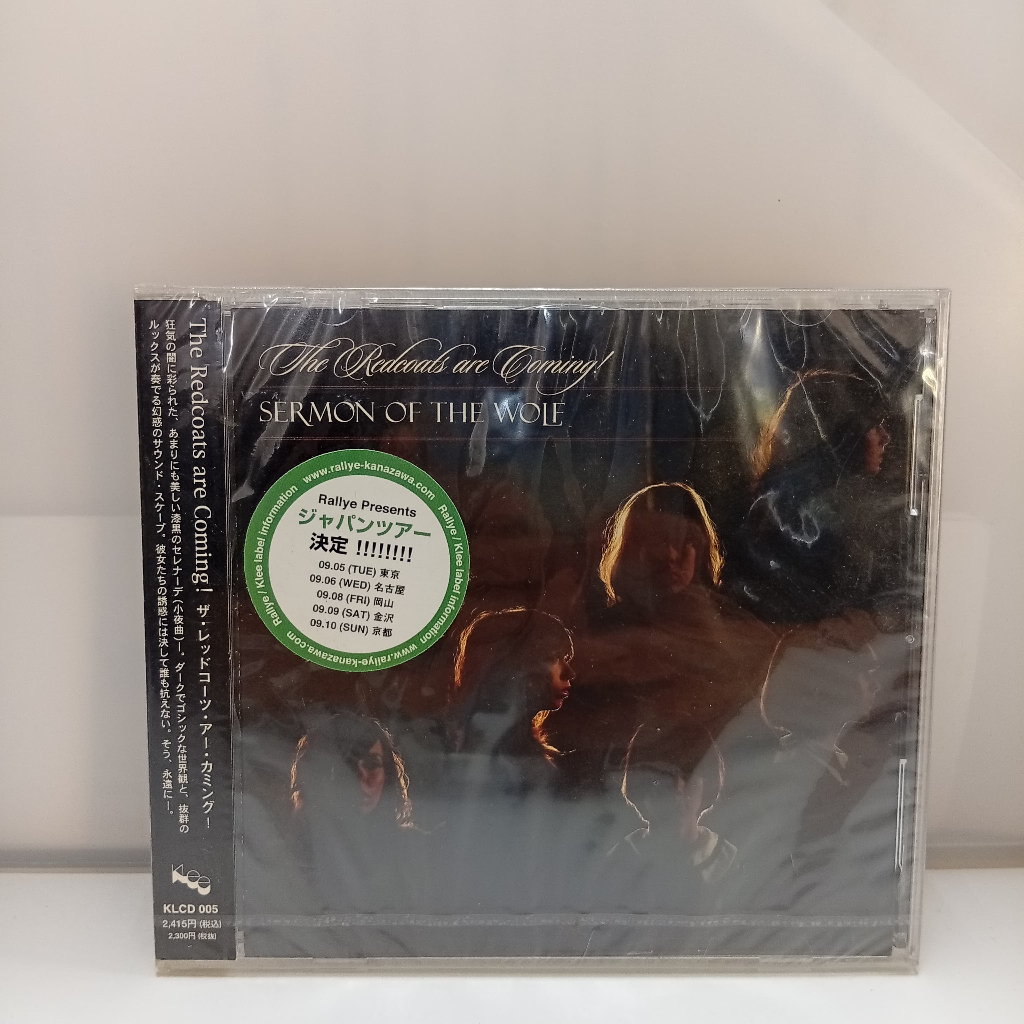 The Redcoats are Coming! ザ・レッドコーツ・アー・カミング!
狂気の闇に彩られた、あまりにも美しい漆黒のセレナーデ(小夜曲)ー。ダークでゴシックな世界観と、抜群の
ルックスが奏でる幻惑のサウンド・スケープ。彼女たちの誘惑には決して誰も抗えない。そう、永遠にー。
Klee
KLCD 005
2,415円 (税込)
2,300円 (税抜)
The Redcoats are Coming!
SERMON OF THE WOLF
www.rallye-kanazawa.com
Rallye / Klee label information
www.rallye-kanazawa.com
Rallye / Klee label information
Rallye Presents
ジャパンツアー
決定 !!!!!!!!
09.05 (TUE) 東京
09.06 (WED) 名古屋
09.08 (FRI) 岡山
09.09 (SAT) 金沢
09.10 (SUN) 京都